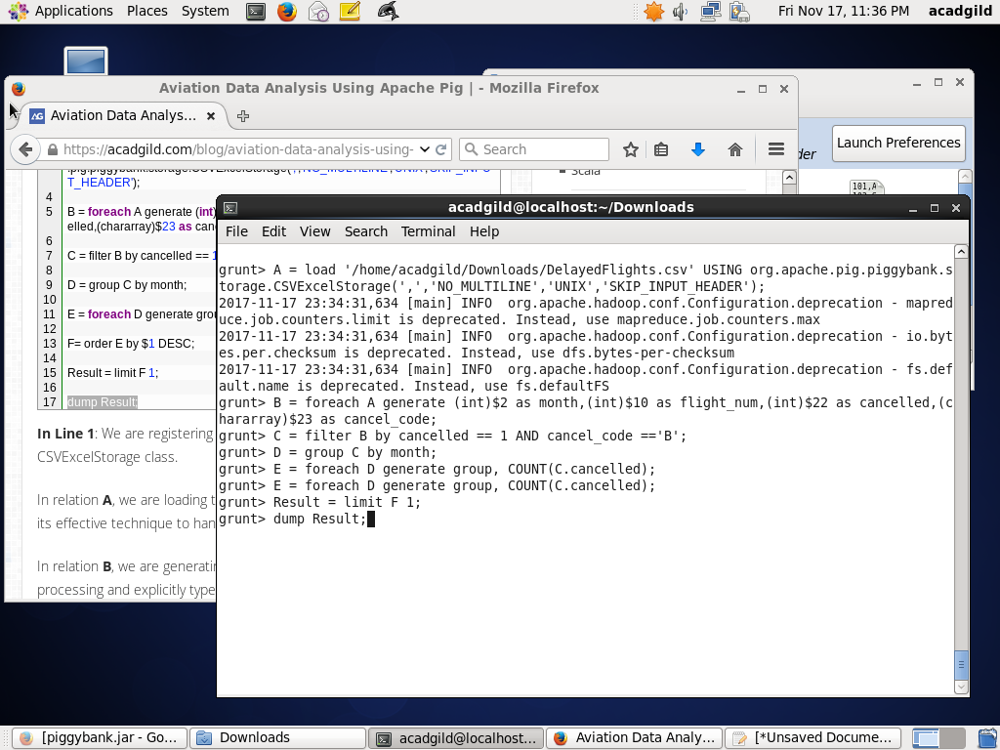 Applications Places System Fri Nov 17, 11:36 PM acadgild
Aviation Data Analysis Using Apache Pig | - Mozilla Firefox
Aviation Data Analys...
https://acadgild.com/blog/aviation-data-analysis-using-
Search
Launch Preferences
der
Scala
101,A
T_HEADER');
4
5 B = foreach A generate (int)
elled,(chararray)$23 as can
6
7 C = filter B by cancelled == 1
8
9 D = group C by month;
10
11 E = foreach D generate grou
12
13 F= order E by $1 DESC;
14
15 Result = limit F 1;
16
17 dump Result;
In Line 1: We are registering
CSVExcelStorage class.
In relation A, we are loading t
its effective technique to han
In relation B, we are generatin
processing and explicitly type
acadgild@localhost:~/Downloads
File Edit View Search Terminal Help
grunt> A = load '/home/acadgild/Downloads/DelayedFlights.csv' USING org.apache.pig.piggybank.s
torage.CSVExcelStorage(',','NO_MULTILINE','UNIX','SKIP_INPUT_HEADER');
2017-11-17 23:34:31,634 [main] INFO  org.apache.hadoop.conf.Configuration.deprecation - mapred
uce.job.counters.limit is deprecated. Instead, use mapreduce.job.counters.max
2017-11-17 23:34:31,634 [main] INFO  org.apache.hadoop.conf.Configuration.deprecation - io.byt
es.per.checksum is deprecated. Instead, use dfs.bytes-per-checksum
2017-11-17 23:34:31,634 [main] INFO  org.apache.hadoop.conf.Configuration.deprecation - fs.def
ault.name is deprecated. Instead, use fs.defaultFS
grunt> B = foreach A generate (int)$2 as month,(int)$10 as flight_num,(int)$22 as cancelled,(c
hararray)$23 as cancel_code;
grunt> C = filter B by cancelled == 1 AND cancel_code =='B';
grunt> D = group C by month;
grunt> E = foreach D generate group, COUNT(C.cancelled);
grunt> E = foreach D generate group, COUNT(C.cancelled);
grunt> Result = limit F 1;
grunt> dump Result;
[piggybank.jar - Go... Downloads acadgild@localhost... Aviation Data Analy... [*Unsaved Docume...